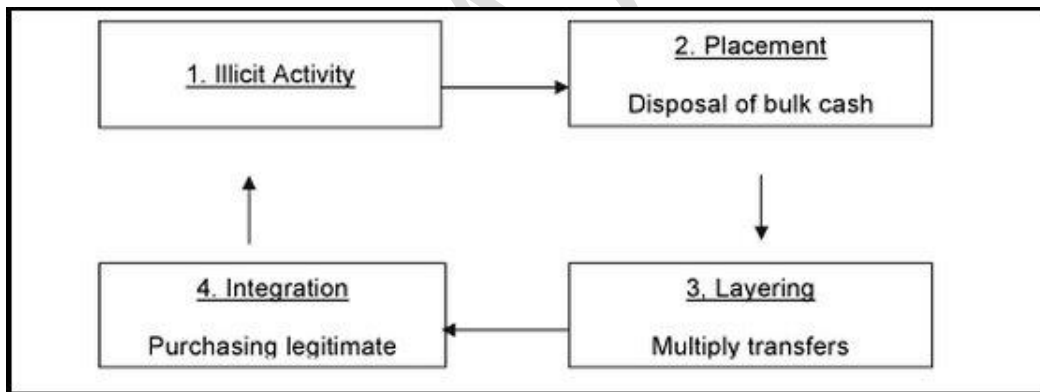 1. Illicit Activity
2. Placement
Disposal of bulk cash
3, Layering
Multiply transfers
4. Integration
Purchasing legitimate